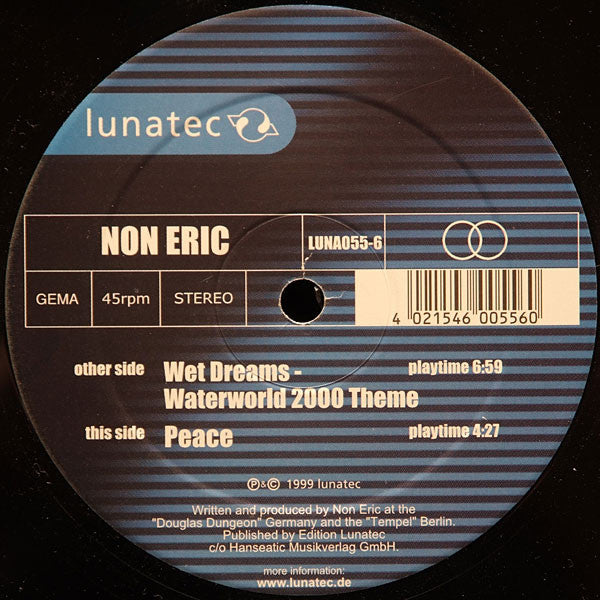 lunatec
NON ERIC LUNA055-6
GEMA 45rpm STEREO
4 021546 005560
other side Wet Dreams - playtime 6:59
Waterworld 2000 Theme
this side Peace playtime 4:27
℗&© 1999 lunatec
Written and produced by Non Eric at the
"Douglas Dungeon" Germany and the "Tempel" Berlin.
Published by Edition Lunatec
c/o Hanseatic Musikverlag GmbH.
more information:
www.lunatec.de